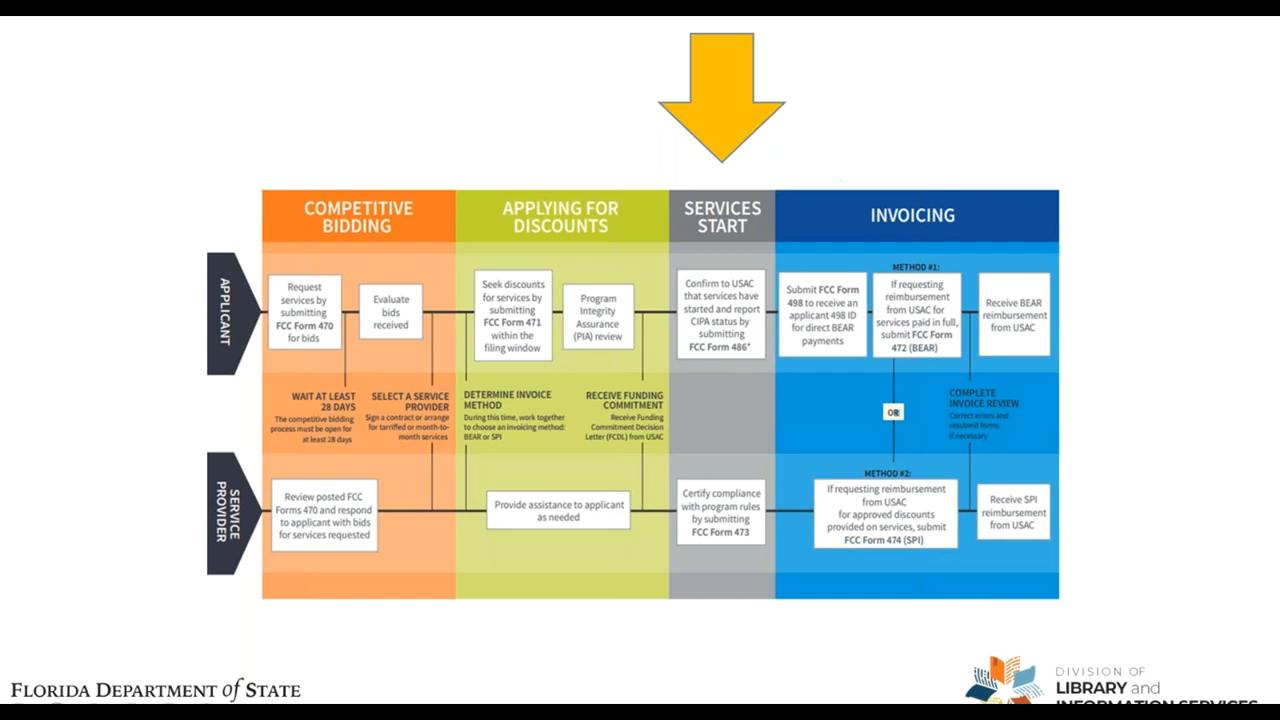 COMPETITIVE
BIDDING
APPLYING FOR
DISCOUNTS
SERVICES
START
INVOICING
APPLICANT
Request
services by
submitting
FCC Form 470
for bids
Evaluate
bids
received
Seek discounts
for services by
submitting
FCC Form 471
within the
filing window
Program
Integrity
Assurance
(PIA) review
Confirm to USAC
that services have
started and report
CIPA status by
submitting
FCC Form 486*
Submit FCC Form
498 to receive an
applicant 498 ID
for direct BEAR
payments
METHOD #1:
If requesting
reimbursement
from USAC for
services paid in full,
submit FCC Form
472 (BEAR)
Receive BEAR
reimbursement
from USAC
WAIT AT LEAST
28 DAYS
The competitive bidding
process must be open for
at least 28 days
SELECT A SERVICE
PROVIDER
Sign a contract or arrange
for tarriffed or month-to-
month services
DETERMINE INVOICE
METHOD
During this time, work together
to choose an invoicing method:
BEAR or SPI
RECEIVE FUNDING
COMMITMENT
Receive Funding
Commitment Decision
Letter (FCDL) from USAC
OR
COMPLETE
INVOICE REVIEW
Correct errors and
resubmit forms
if necessary
SERVICE
PROVIDER
Review posted FCC
Forms 470 and respond
to applicant with bids
for services requested
Provide assistance to applicant
as needed
Certify compliance
with program rules
by submitting
FCC Form 473
METHOD #2:
If requesting reimbursement
from USAC
for approved discounts
provided on services, submit
FCC Form 474 (SPI)
Receive SPI
reimbursement
from USAC
FLORIDA DEPARTMENT of STATE
DIVISION OF
LIBRARY and
INFORMATION SERVICES